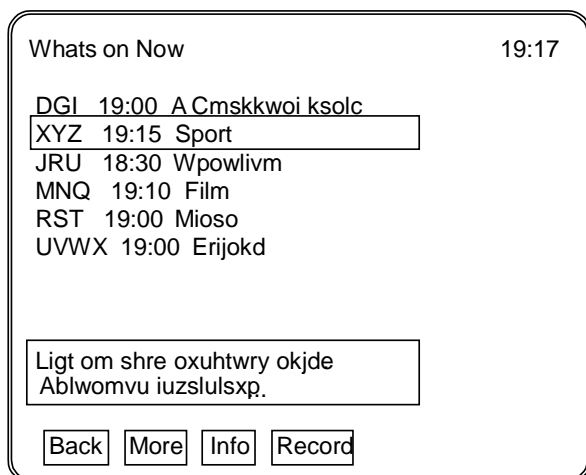 Whats on Now 19:17
DGI 19:00 A Cmskkwoi ksolc
XYZ 19:15 Sport
JRU 18:30 Wpowlivm
MNQ 19:10 Film
RST 19:00 Mioso
UVWX 19:00 Erijokd
Ligt om shre oxuhtwry okjde
Ablwomvu iuzslulsxp..
Back More Info Record